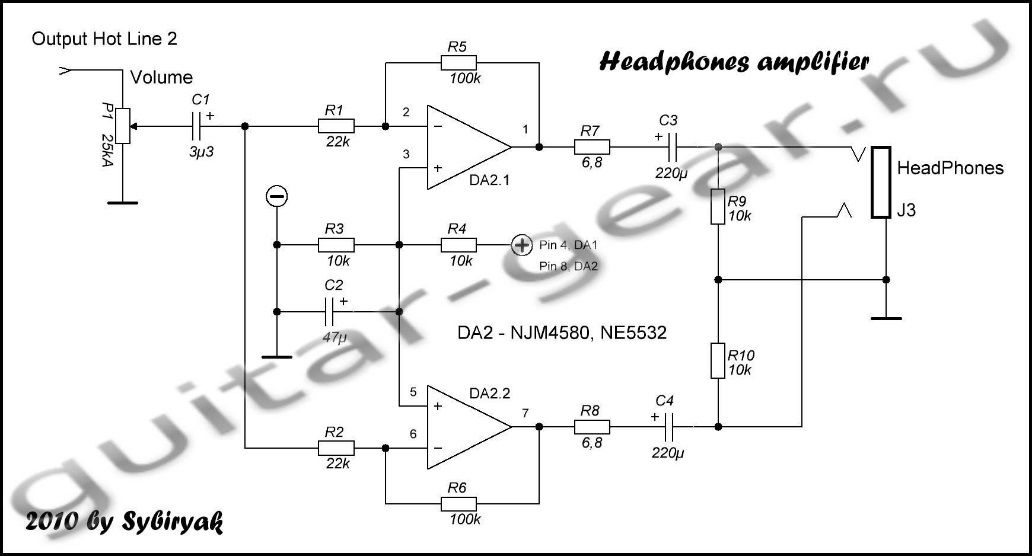 Output Hot Line 2
Headphones amplifier
Volume
P1 25kA
C1
+
3µ3
R1
22k
R5
100k
2
−
3
+
1
DA2.1
R7
6,8
C3
+
220µ
R9
10k
HeadPhones
J3
−
R3
10k
R4
10k
+
Pin 4, DA1
Pin 8, DA2
C2
+
47µ
DA2 - NJM4580, NE5532
R10
10k
DA2.2
5
+
6
−
7
R2
22k
R6
100k
R8
6,8
C4
+
220µ
2010 by Sybiryak
guitar-gear.ru